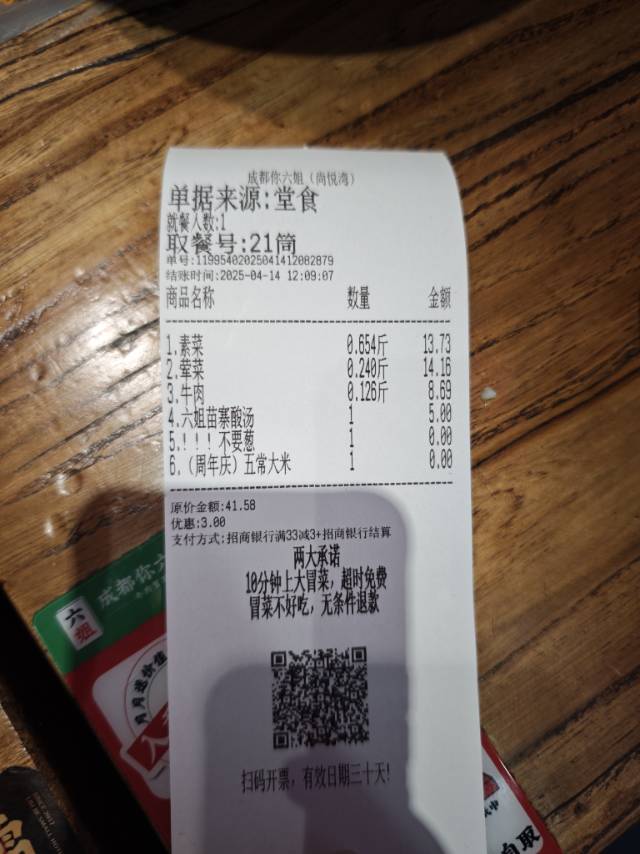 成都你六姐（尚悦湾）
单据来源:堂食
就餐人数:1
取餐号:21筒
单号:11995402025041412082879
结账时间:2025-04-14 12:09:07
商品名称 数量 金额
1.素菜 0.654斤 13.73
2.荤菜 0.240斤 14.16
3.牛肉 0.126斤 8.69
4.六姐苗寨酸汤 1 5.00
5.！！！不要葱 1 0.00
6.（周年庆）五常大米 1 0.00
原价金额:41.58
优惠:3.00
支付方式:招商银行满33减3+招商银行结算
两大承诺
10分钟上大冒菜，超时免费
冒菜不好吃，无条件退款
扫码开票，有效日期三十天!
成都你六
六姐
自取